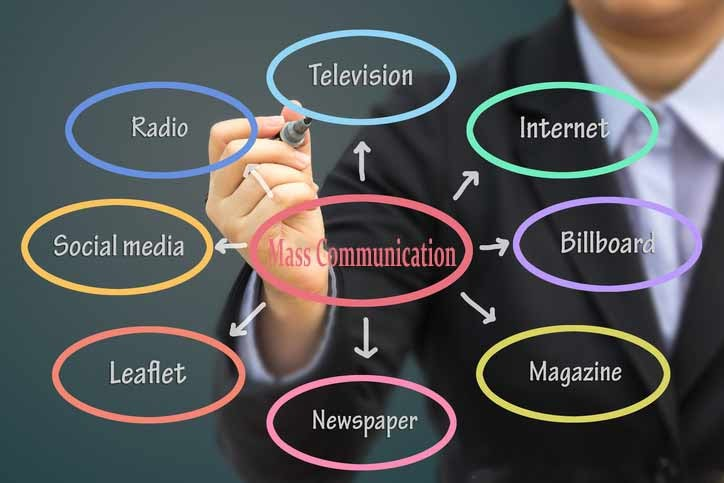 Television
Radio
Internet
Social media
Mass Communication
Billboard
Leaflet
Magazine
Newspaper